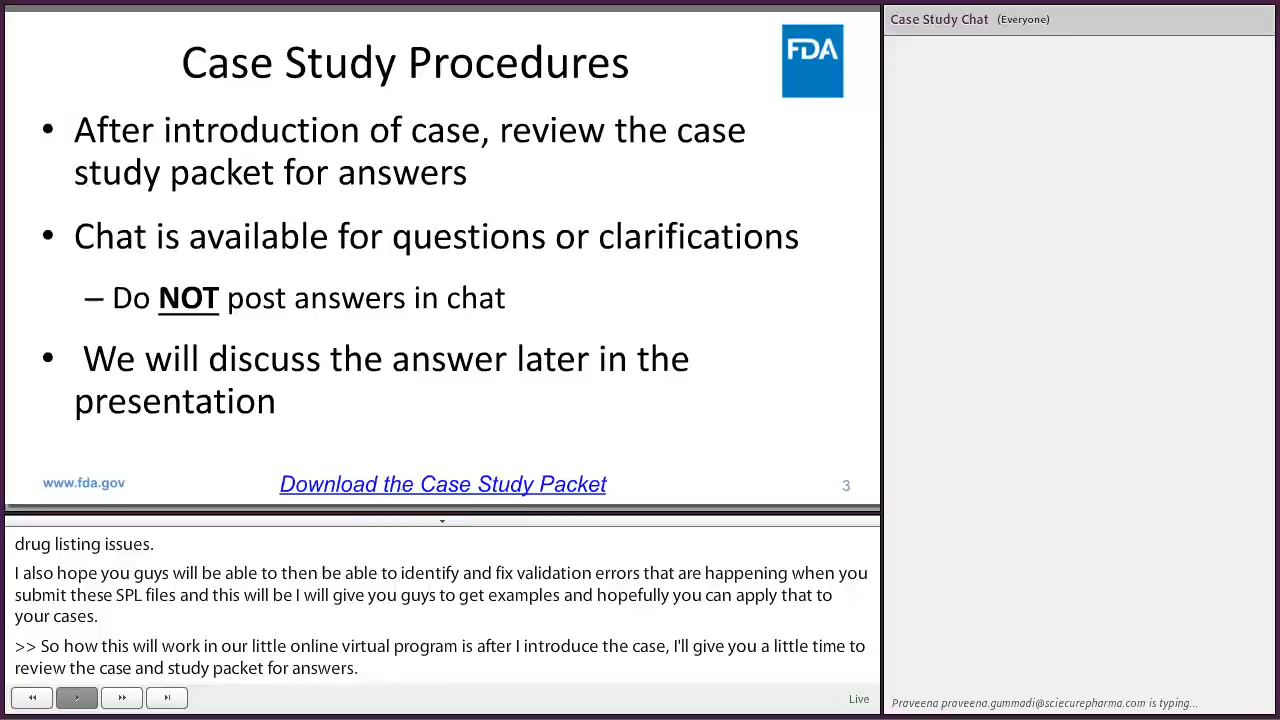 Case Study Procedures
FDA
• After introduction of case, review the case
study packet for answers
• Chat is available for questions or clarifications
– Do NOT post answers in chat
• We will discuss the answer later in the
presentation
www.fda.gov
Download the Case Study Packet
3
drug listing issues.
I also hope you guys will be able to then be able to identify and fix validation errors that are happening when you
submit these SPL files and this will be I will give you guys to get examples and hopefully you can apply that to
your cases.
>> So how this will work in our little online virtual program is after I introduce the case, I'll give you a little time to
review the case and study packet for answers.
Live
Case Study Chat (Everyone)
Praveena praveena.gummadi@sciecurepharma.com is typing...